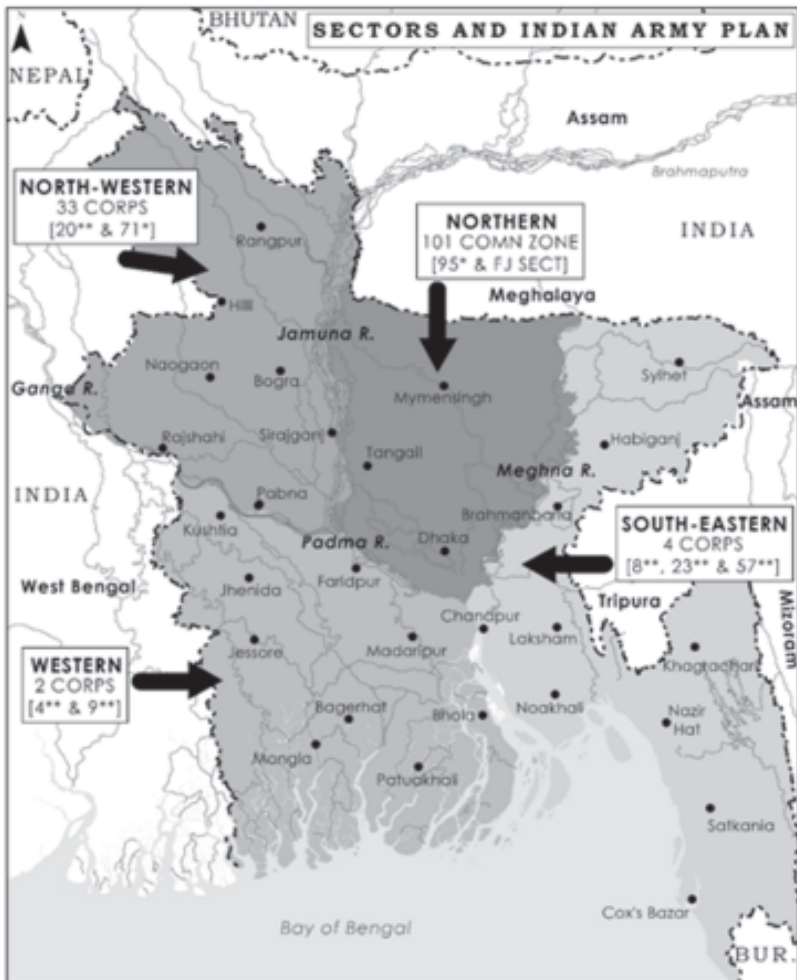 N
BHUTAN
SECTORS AND INDIAN ARMY PLAN
NEPAL
Assam
Brahmaputra
NORTH-WESTERN
33 CORPS
[20** & 71*]
Rangpur
NORTHERN
101 COMN ZONE
[95* & FJ SECT]
INDIA
Meghalaya
Hilli
Jamuna R.
Naogaon
Bogra
Mymensingh
Sylhet
Ganga R.
Assam
Rajshahi
Sirajganj
Tangail
Habiganj
Meghna R.
INDIA
Pabna
Brahmanbaria
Kushtia
Padma R.
Dhaka
SOUTH-EASTERN
4 CORPS
[8**, 23** & 57**]
West Bengal
Jhenida
Faridpur
Tripura
Mizoram
Chandpur
Jessore
Madaripur
Laksham
WESTERN
2 CORPS
[4** & 9**]
Khagrachari
Bagerhat
Bhola
Noakhali
Nazir
Hat
Mongla
Patuakhali
Satkania
Cox's Bazar
Bay of Bengal
BUR.